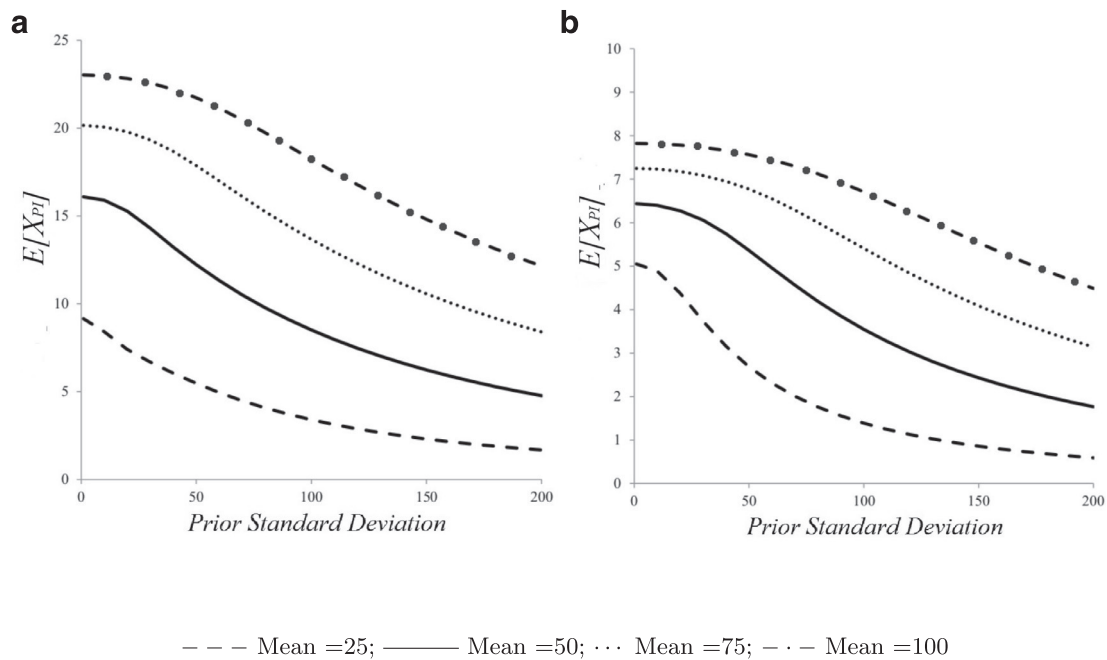 a
b
25
20
15
10
5
0
E[X_PI]
0 50 100 150 200
Prior Standard Deviation
10
9
8
7
6
5
4
3
2
1
0
E[X_PI]
0 50 100 150 200
Prior Standard Deviation
--- Mean =25; —— Mean =50; ··· Mean =75; -·- Mean =100